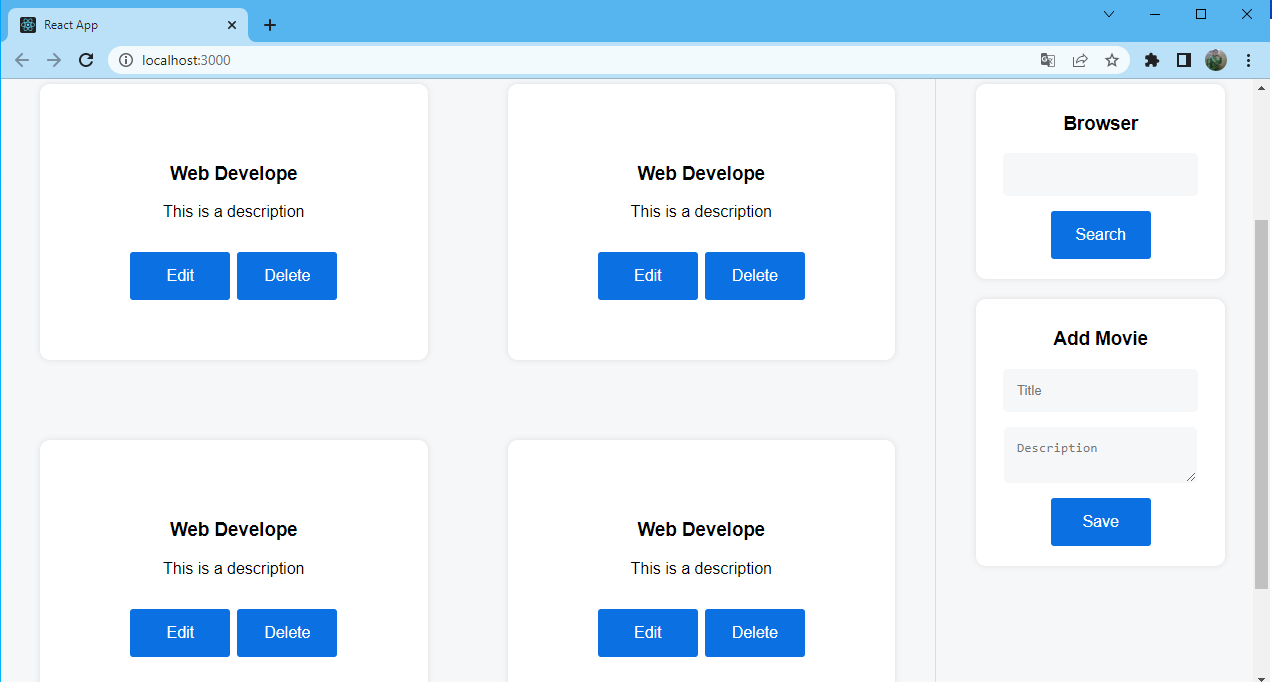 React App
localhost:3000
Web Develope
This is a description
Edit Delete
Web Develope
This is a description
Edit Delete
Web Develope
This is a description
Edit Delete
Web Develope
This is a description
Edit Delete
Browser
Search
Add Movie
Title
Description
Save